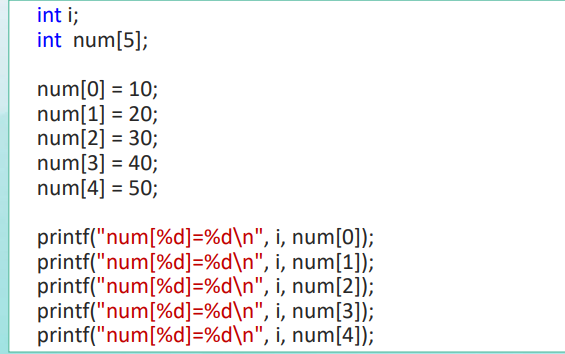 int i;
int num[5];
num[0] = 10;
num[1] = 20;
num[2] = 30;
num[3] = 40;
num[4] = 50;
printf("num[%d]=%d\n", i, num[0]);
printf("num[%d]=%d\n", i, num[1]);
printf("num[%d]=%d\n", i, num[2]);
printf("num[%d]=%d\n", i, num[3]);
printf("num[%d]=%d\n", i, num[4]);